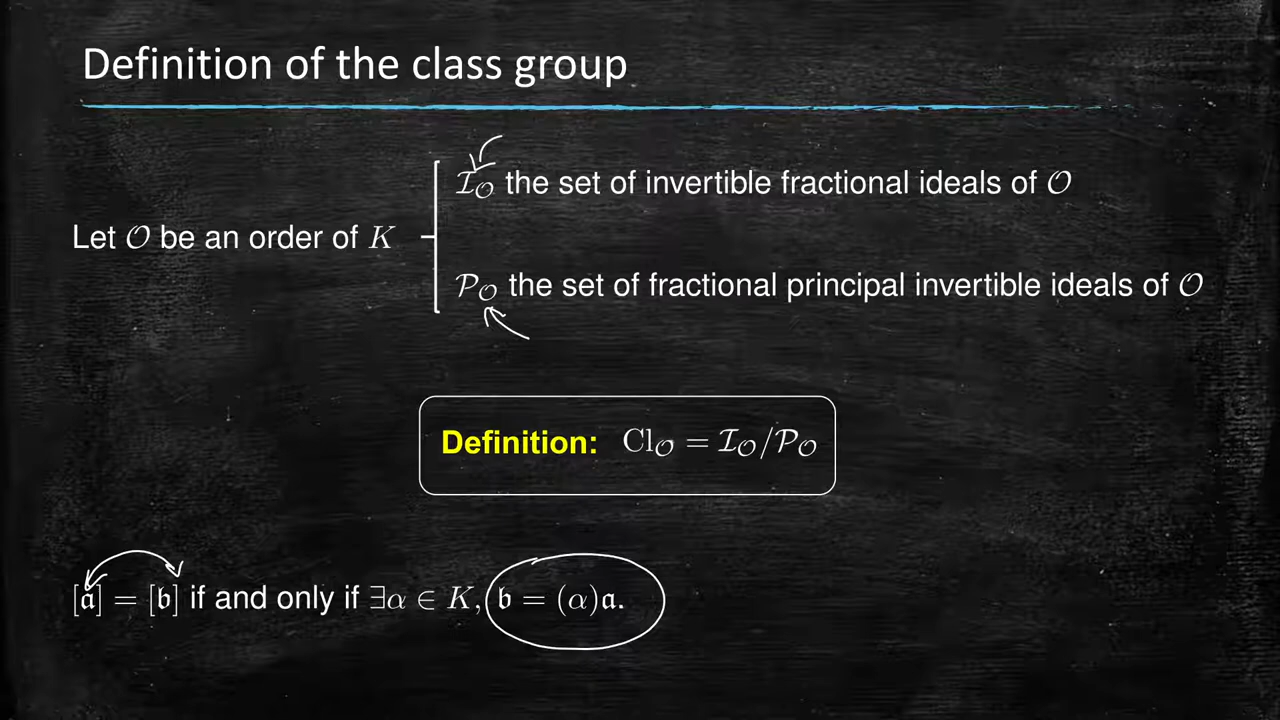 Definition of the class group
𝓘_𝓞 the set of invertible fractional ideals of 𝓞
Let 𝓞 be an order of K
𝓟_𝓞 the set of fractional principal invertible ideals of 𝓞
Definition: Cl_𝓞 = 𝓘_𝓞/𝓟_𝓞
[𝔞] = [𝔟] if and only if ∃α ∈ K, 𝔟 = (α)𝔞.